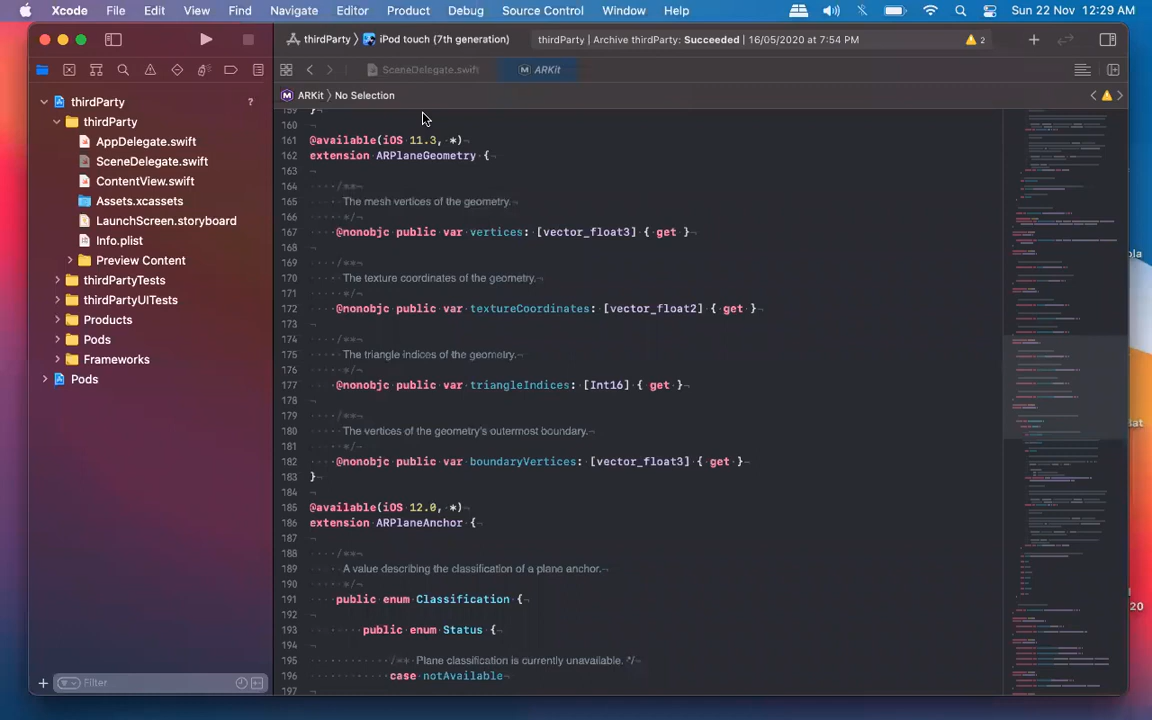 Xcode File Edit View Find Navigate Editor Product Debug Source Control Window Help Sun 22 Nov 12:29 AM
thirdParty 〉 iPod touch (7th generation) thirdParty | Archive thirdParty: Succeeded | 16/05/2020 at 7:54 PM 2
SceneDelegate.swift ARKit
ARKit 〉 No Selection
thirdParty ?
thirdParty
AppDelegate.swift
SceneDelegate.swift
ContentView.swift
Assets.xcassets
LaunchScreen.storyboard
Info.plist
Preview Content
thirdPartyTests
thirdPartyUITests
Products
Pods
Frameworks
Pods
Filter
159 }
160
161 @available(iOS 11.3, *)
162 extension ARPlaneGeometry {
163
164 /**
165 The mesh vertices of the geometry.
166 */
167 @nonobjc public var vertices: [vector_float3] { get }
168
169 /**
170 The texture coordinates of the geometry.
171 */
172 @nonobjc public var textureCoordinates: [vector_float2] { get }
173
174 /**
175 The triangle indices of the geometry.
176 */
177 @nonobjc public var triangleIndices: [Int16] { get }
178
179 /**
180 The vertices of the geometry's outermost boundary.
181 */
182 @nonobjc public var boundaryVertices: [vector_float3] { get }
183 }
184
185 @available(iOS 12.0, *)
186 extension ARPlaneAnchor {
187
188 /**
189 A value describing the classification of a plane anchor.
190 */
191 public enum Classification {
192
193 public enum Status {
194
195 /** Plane classification is currently unavailable. */
196 case notAvailable
197
ola
at
20